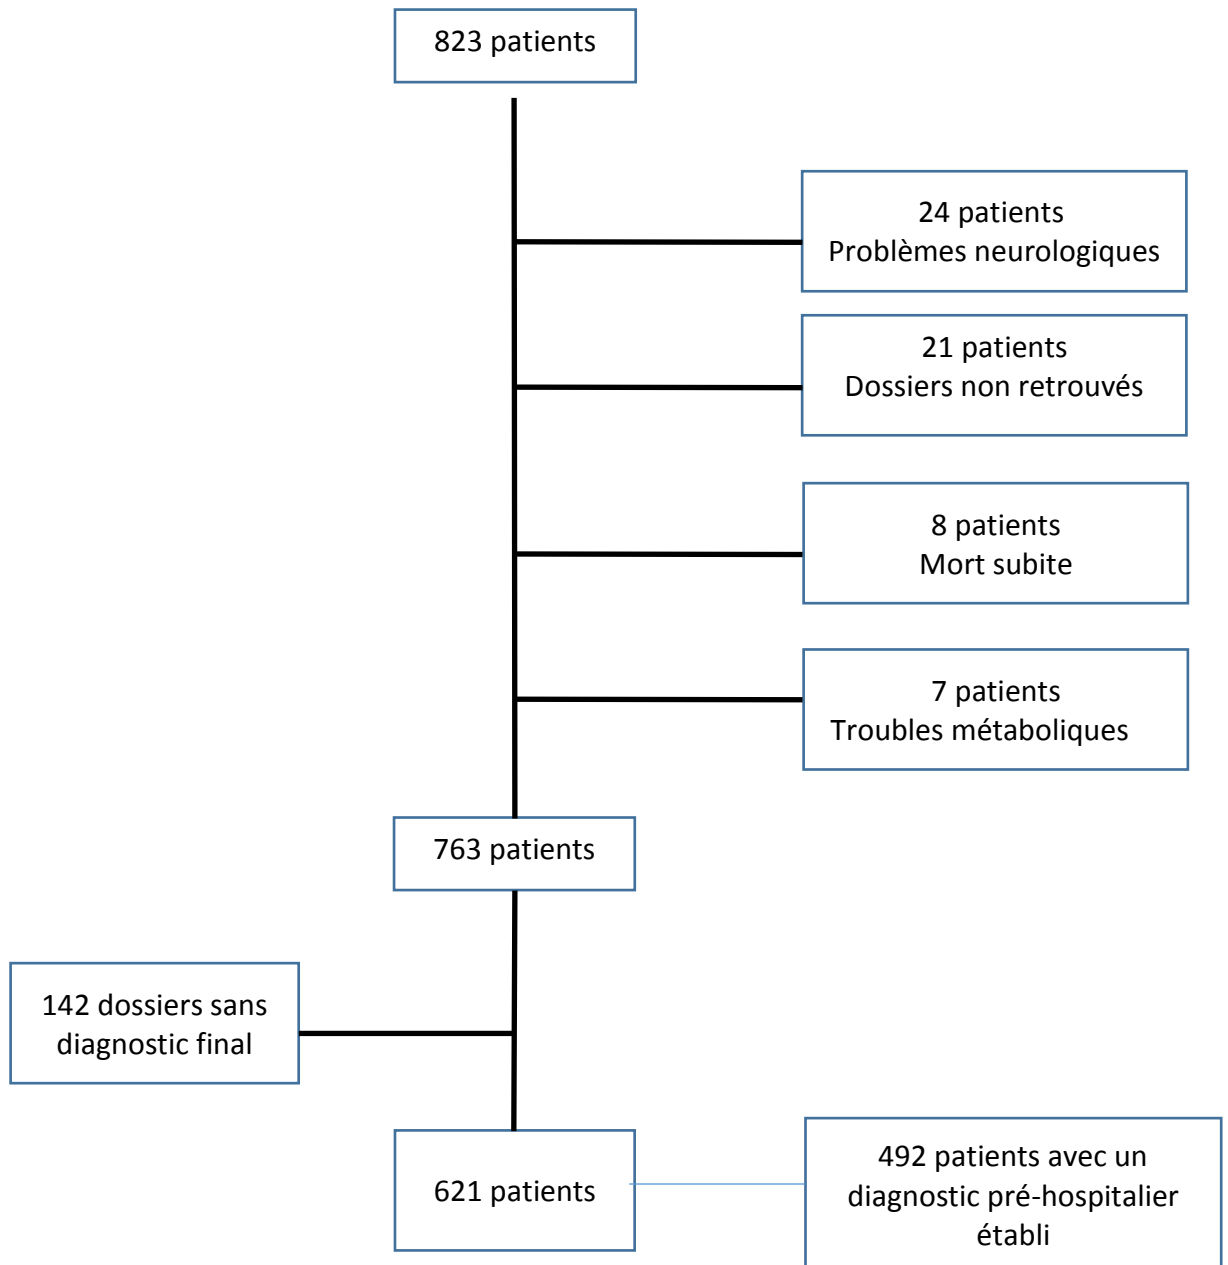 823 patients
24 patients
Problèmes neurologiques
21 patients
Dossiers non retrouvés
8 patients
Mort subite
7 patients
Troubles métaboliques
763 patients
142 dossiers sans
diagnostic final
621 patients
492 patients avec un
diagnostic pré-hospitalier
établi